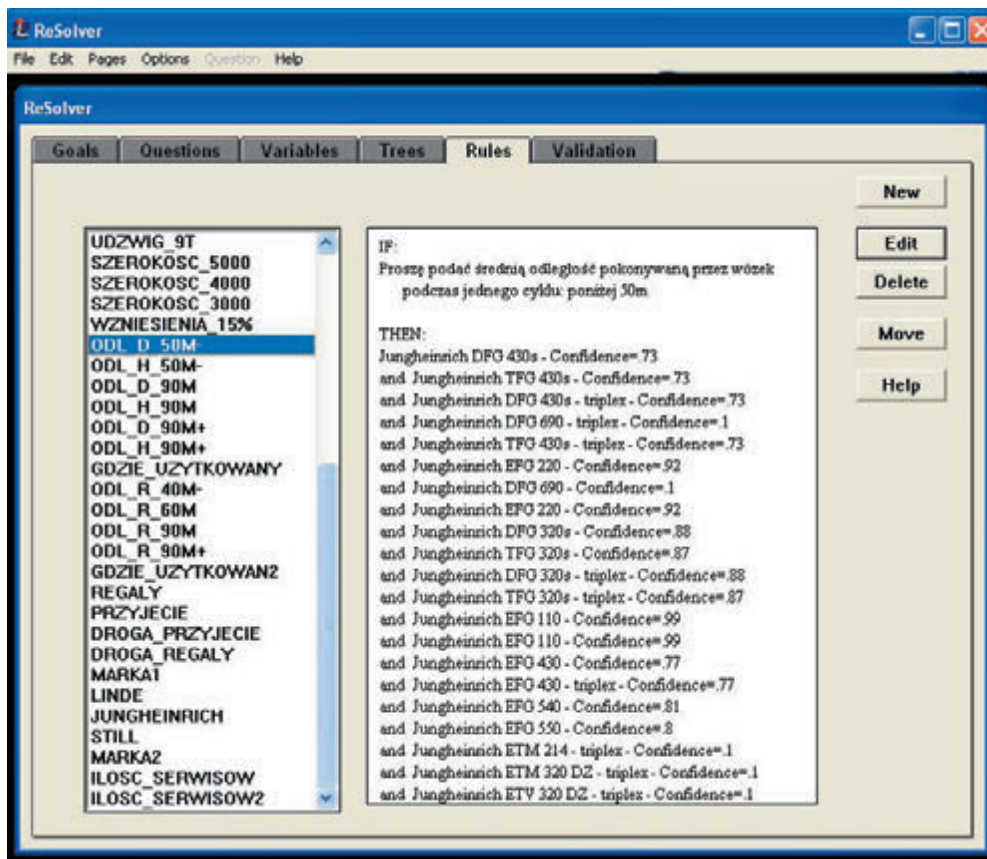 ReSolver
File Edit Pages Options Question Help
ReSolver
Goals Questions Variables Trees Rules Validation
New
Edit
Delete
Move
Help
UDZWIG_9T
SZEROKOSC_5000
SZEROKOSC_4000
SZEROKOSC_3000
WZNIESIENIA_15%
ODL_D_50M-
ODL_H_50M-
ODL_D_90M
ODL_H_90M
ODL_D_90M+
ODL_H_90M+
GDZIE_UZYTKOWANY
ODL_R_40M-
ODL_R_60M
ODL_R_90M
ODL_R_90M+
GDZIE_UZYTKOWAN2
REGALY
PRZYJECIE
DROGA_PRZYJECIE
DROGA_REGALY
MARKA1
LINDE
JUNGHEINRICH
STILL
MARKA2
ILOSC_SERWISOW
ILOSC_SERWISOW2
IF:
Proszę podać średnią odległość pokonywaną przez wózek
podczas jednego cyklu: poniżej 50m
THEN:
Jungheinrich DFG 430s - Confidence=.73
and Jungheinrich TFG 430s - Confidence=.73
and Jungheinrich DFG 430s - triplex - Confidence=.73
and Jungheinrich DFG 690 - triplex - Confidence=.1
and Jungheinrich TFG 430s - triplex - Confidence=.73
and Jungheinrich EFG 220 - Confidence=.92
and Jungheinrich DFG 690 - Confidence=.1
and Jungheinrich EFG 220 - Confidence=.92
and Jungheinrich DFG 320s - Confidence=.88
and Jungheinrich TFG 320s - Confidence=.87
and Jungheinrich DFG 320s - triplex - Confidence=.88
and Jungheinrich TFG 320s - triplex - Confidence=.87
and Jungheinrich EFG 110 - Confidence=.99
and Jungheinrich EFG 110 - Confidence=.99
and Jungheinrich EFG 430 - Confidence=.77
and Jungheinrich EFG 430 - triplex - Confidence=.77
and Jungheinrich EFG 540 - Confidence=.81
and Jungheinrich EFG 550 - Confidence=.8
and Jungheinrich ETM 214 - triplex - Confidence=.1
and Jungheinrich ETM 320 DZ - triplex - Confidence=.1
and Jungheinrich ETV 320 DZ - triplex - Confidence=.1